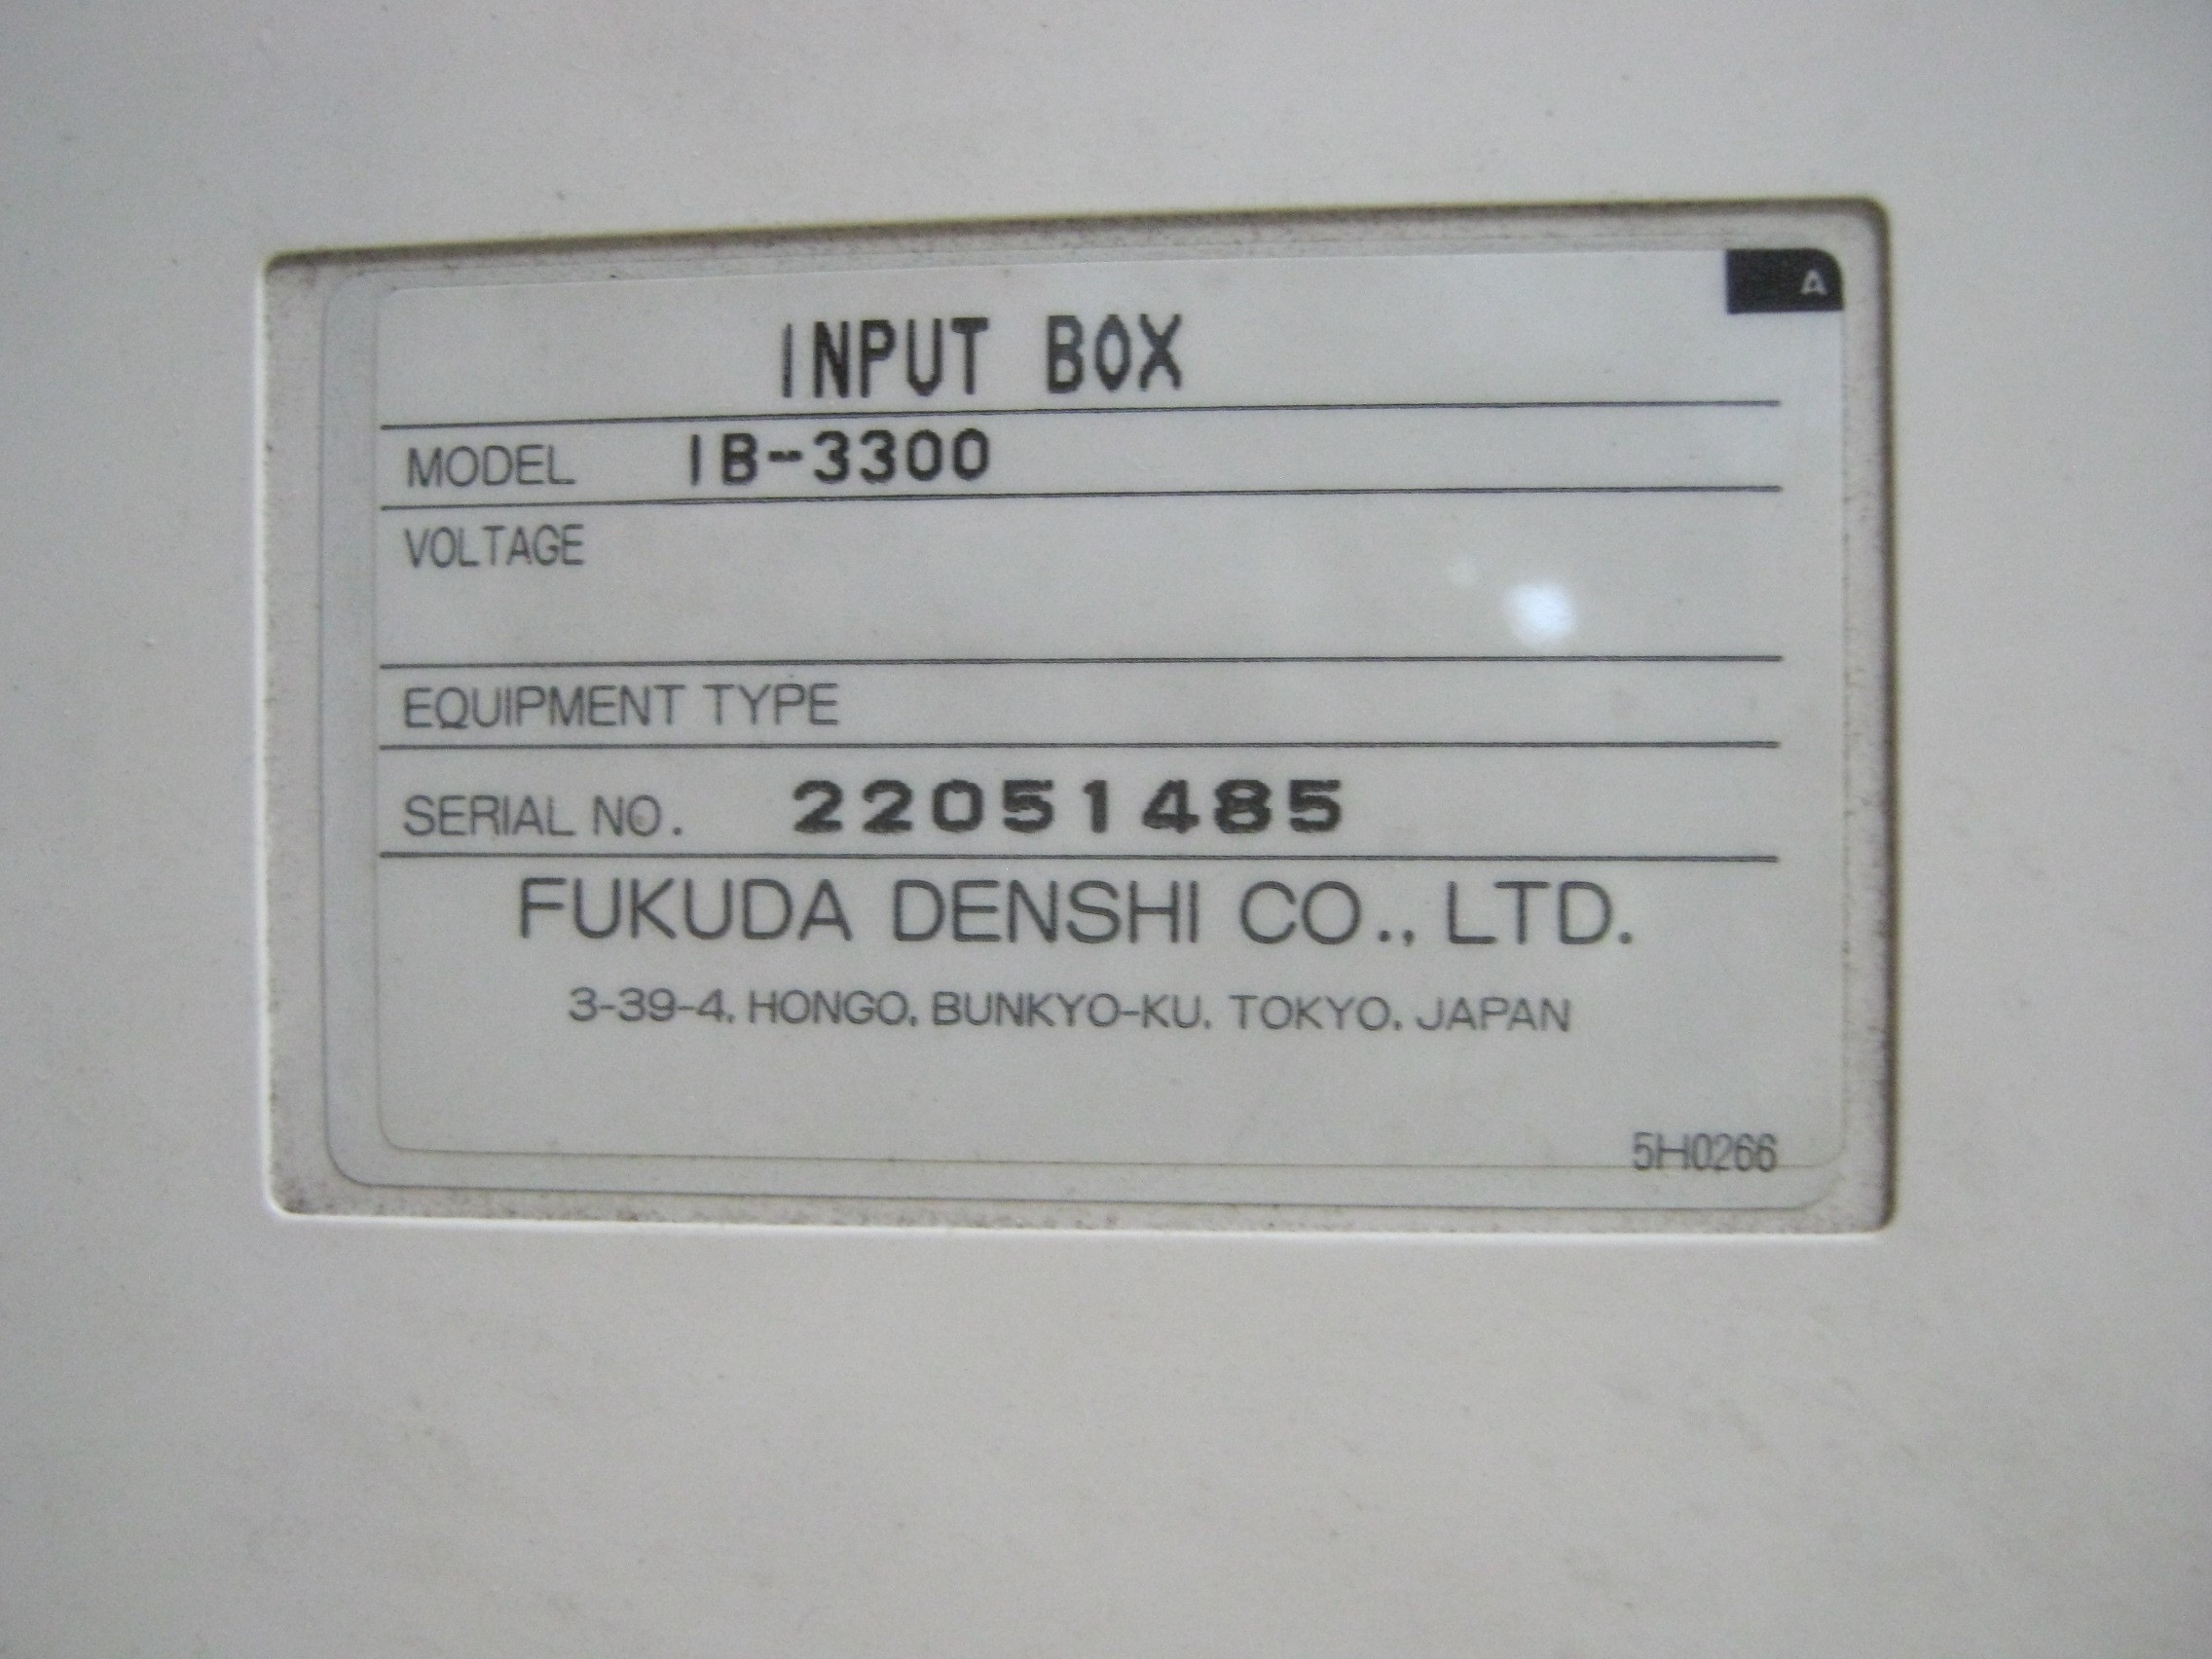 A
INPUT BOX
MODEL IB-3300
VOLTAGE
EQUIPMENT TYPE
SERIAL NO. 22051485
FUKUDA DENSHI CO., LTD.
3-39-4, HONGO, BUNKYO-KU, TOKYO, JAPAN
5H0266